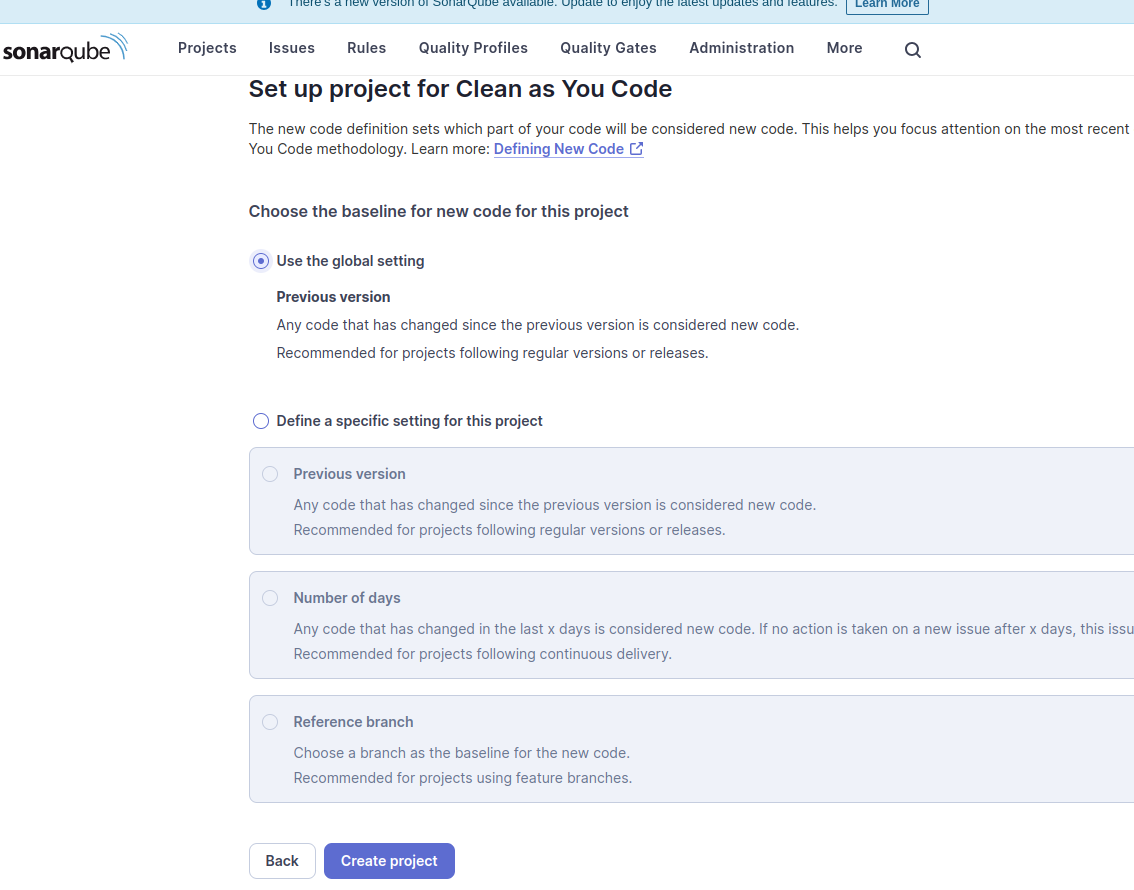 There's a new version of SonarQube available. Update to enjoy the latest updates and features. Learn More
sonarqube Projects Issues Rules Quality Profiles Quality Gates Administration More
Set up project for Clean as You Code
The new code definition sets which part of your code will be considered new code. This helps you focus attention on the most recent
You Code methodology. Learn more: Defining New Code
Choose the baseline for new code for this project
Use the global setting
Previous version
Any code that has changed since the previous version is considered new code.
Recommended for projects following regular versions or releases.
Define a specific setting for this project
Previous version
Any code that has changed since the previous version is considered new code.
Recommended for projects following regular versions or releases.
Number of days
Any code that has changed in the last x days is considered new code. If no action is taken on a new issue after x days, this issu
Recommended for projects following continuous delivery.
Reference branch
Choose a branch as the baseline for the new code.
Recommended for projects using feature branches.
Back Create project